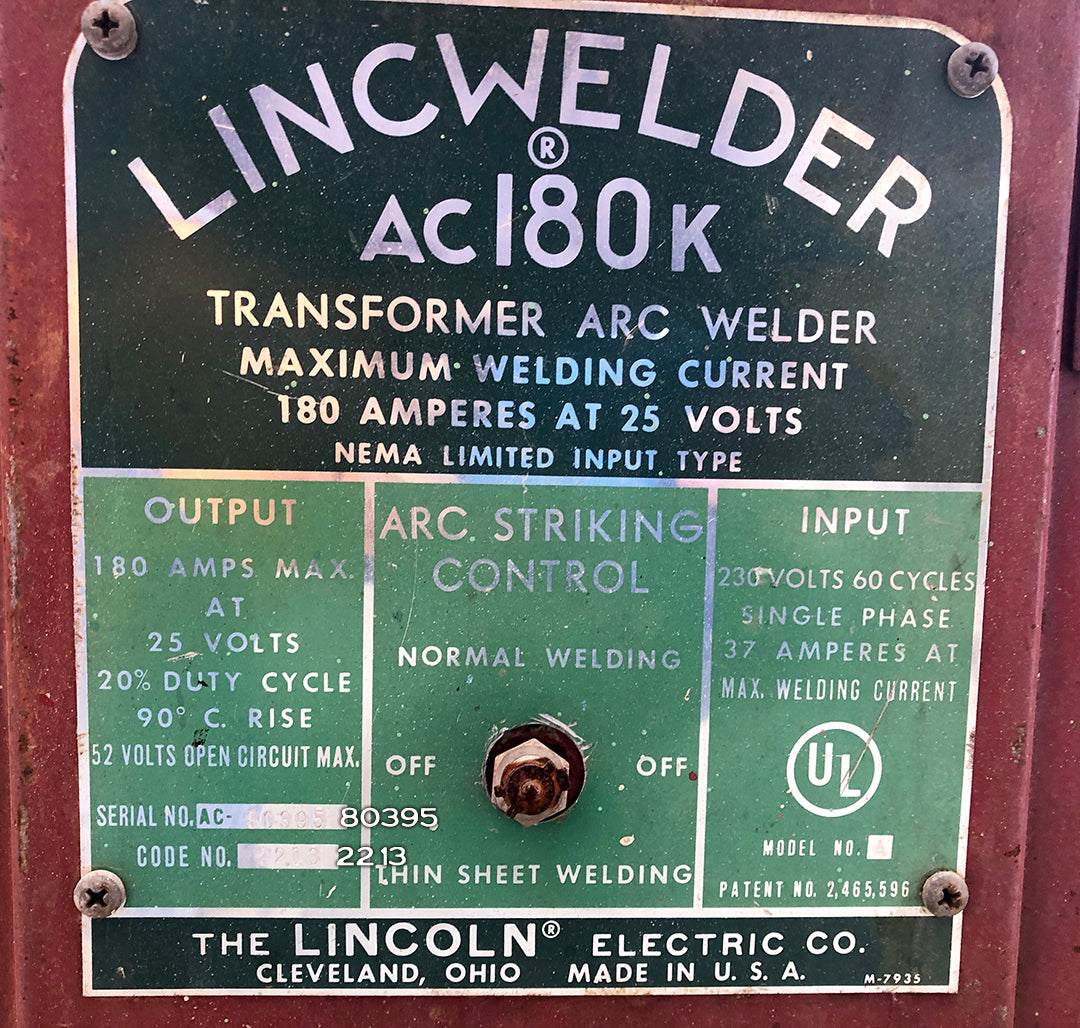 LINCWELDER
®
AC 180 K
TRANSFORMER ARC WELDER
MAXIMUM WELDING CURRENT
180 AMPERES AT 25 VOLTS
NEMA LIMITED INPUT TYPE
OUTPUT
180 AMPS MAX.
AT
25 VOLTS
20% DUTY CYCLE
90° C. RISE
52 VOLTS OPEN CIRCUIT MAX.
SERIAL NO. AC- 80395 80395
CODE NO. 2213 2213
ARC STRIKING
CONTROL
NORMAL WELDING
OFF OFF
THIN SHEET WELDING
INPUT
230 VOLTS 60 CYCLES
SINGLE PHASE
37 AMPERES AT
MAX. WELDING CURRENT
UL
MODEL NO. A
PATENT NO. 2,465,596
THE LINCOLN® ELECTRIC CO.
CLEVELAND, OHIO MADE IN U. S. A.
M-7935